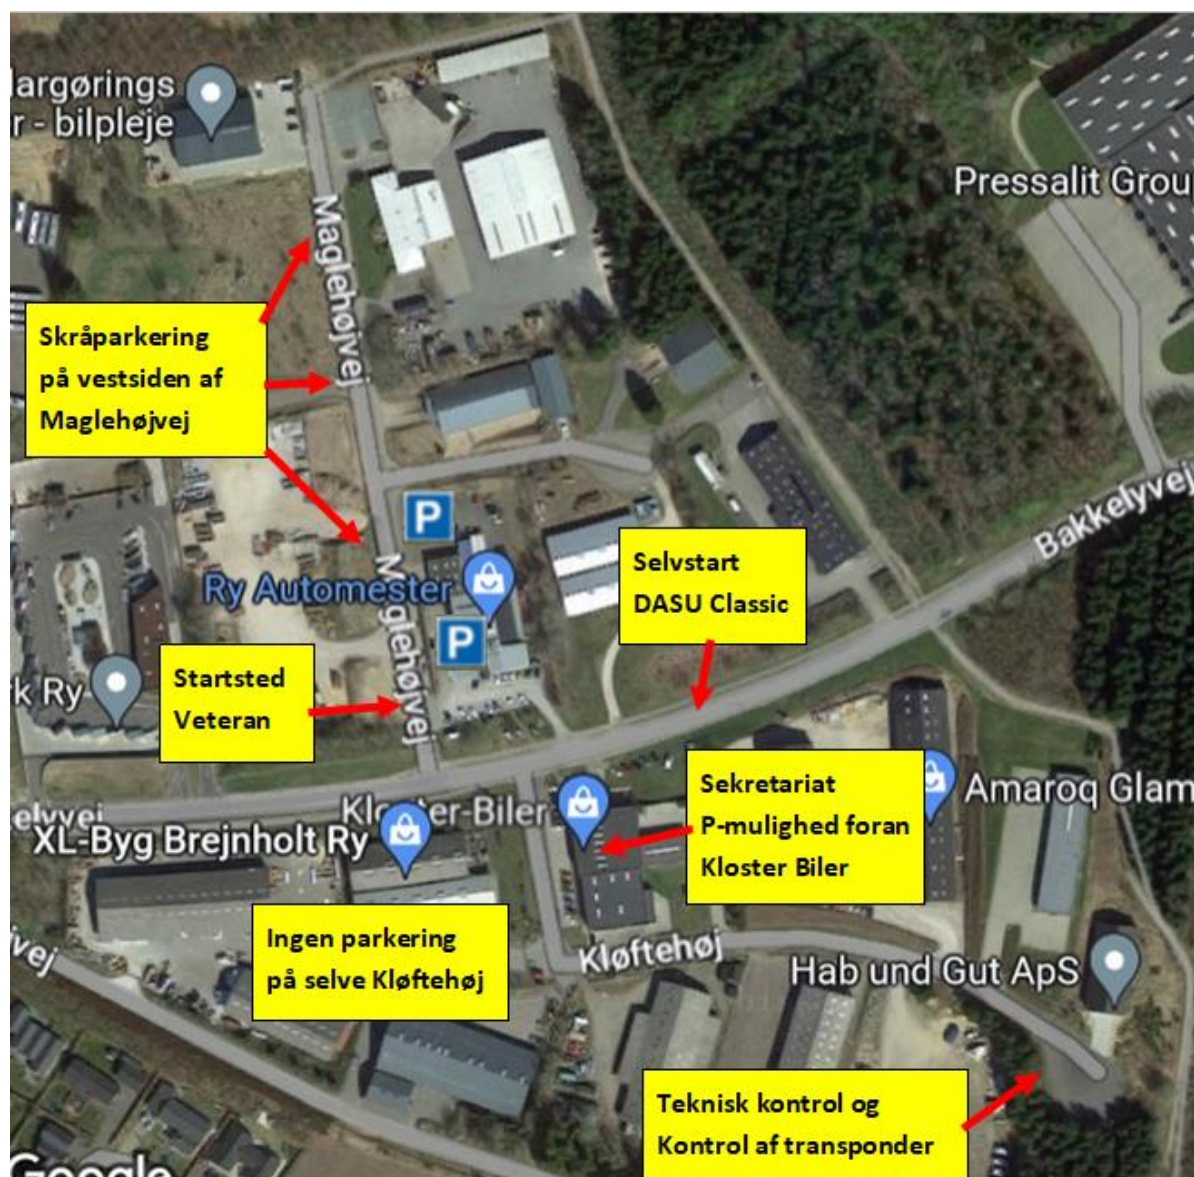 largørings
r - bilpleje
Pressalit Grou
Maglehøjvej
Skråparkering
på vestsiden af
Maglehøjvej
Bakkelyvej
P
Ry Automester
Selvstart
DASU Classic
Maglehøjvej
P
Startsted
Veteran
k Ry
elyvej
Kloster-Biler
XL-Byg Brejnholt Ry
Sekretariat
P-mulighed foran
Kloster Biler
Amaroq Glam
Ingen parkering
på selve Kløftehøj
Kløftehøj
jvej
Hab und Gut ApS
Teknisk kontrol og
Kontrol af transponder
Google